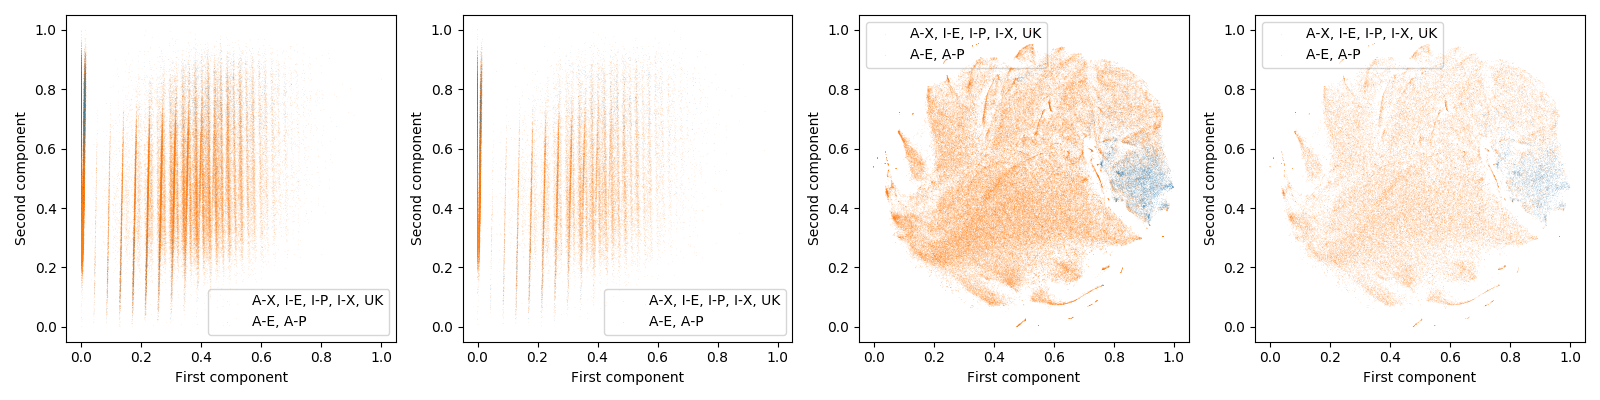 1.0
0.8
0.6
0.4
0.2
0.0
Second component
A-X, I-E, I-P, I-X, UK
A-E, A-P
0.0 0.2 0.4 0.6 0.8 1.0
First component
1.0
0.8
0.6
0.4
0.2
0.0
Second component
A-X, I-E, I-P, I-X, UK
A-E, A-P
0.0 0.2 0.4 0.6 0.8 1.0
First component
A-X, I-E, I-P, I-X, UK
A-E, A-P
1.0
0.8
0.6
0.4
0.2
0.0
Second component
0.0 0.2 0.4 0.6 0.8 1.0
First component
A-X, I-E, I-P, I-X, UK
A-E, A-P
1.0
0.8
0.6
0.4
0.2
0.0
Second component
0.0 0.2 0.4 0.6 0.8 1.0
First component